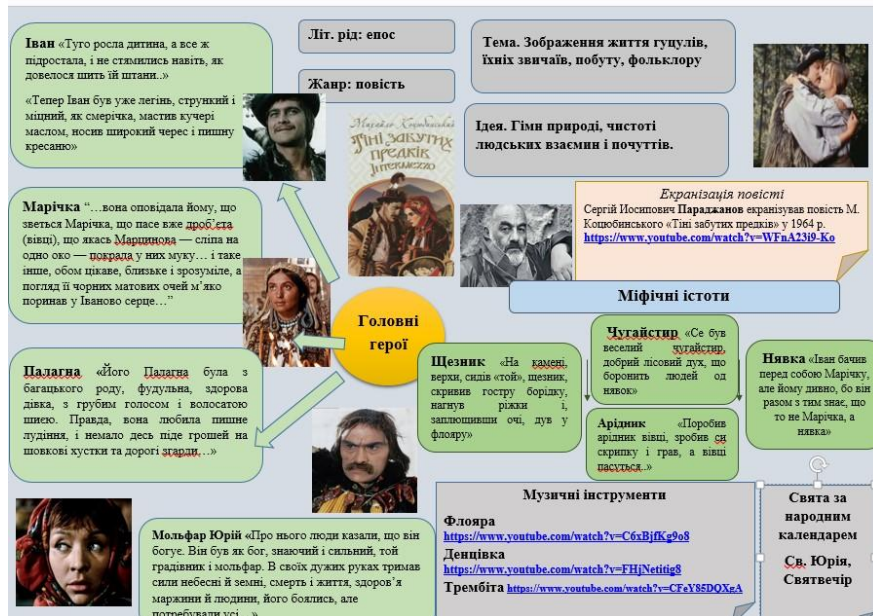 Іван «Туго росла дитина, а все ж
підростала, і не стямились навіть, як
довелося шить їй штани..»
«Тепер Іван був уже легінь, стрункий і
міцний, як смерічка, мастив кучері
маслом, носив широкий черес і пишну
кресаню»
Літ. рід: епос
Жанр: повість
Тема. Зображення життя гуцулів,
їхніх звичаїв, побуту, фольклору
Ідея. Гімн природі, чистоті
людських взаємин і почуттів.
Михайло Коцюбинський
Тіні забутих
предків
Intermezzo
Марічка “…вона оповідала йому, що
зветься Марічка, що пасе вже дроб’єта
(вівці), що якась Марцинова — сліпа на
одно око — покрала у них муку… і таке
інше, обом цікаве, близьке і зрозуміле, а
погляд її чорних матових очей м’яко
поринав у Іваново серце…”
Екранізація повісті
Сергій Иосипович Параджанов екранізував повість М.
Коцюбинського «Тіні забутих предків» у 1964 р.
https://www.youtube.com/watch?v=WFnA23i9-Ko
Міфічні істоти
Головні
герої
Палагна «Його Палагна була з
багацького роду, фудульна, здорова
дівка, з грубим голосом і волосатою
шиєю. Правда, вона любила пишне
лудіння, і немало десь піде грошей на
шовкові хустки та дорогі згарди,…»
Щезник «На камені,
верхи, сидів «той», щезник,
скривив гостру борідку,
нагнув ріжки і,
заплющивши очі, дув у
флояру»
Чугайстир «Се був
веселий чугайстир,
добрий лісовий дух, що
боронить людей од
нявок»
Арідник «Поробив
арідник вівці, зробив си
скрипку і грав, а вівці
пасуться..»
Нявка «Іван бачив
перед собою Марічку,
але йому дивно, бо він
разом з тим знає, що
то не Марічка, а
нявка»
Мольфар Юрій «Про нього люди казали, що він
богує. Він був як бог, знаючий і сильний, той
градівник і мольфар. В своїх дужих руках тримав
сили небесні й земні, смерть і життя, здоров’я
маржини й людини, його боялись, але
потребували усі…»
Музичні інструменти
Флояра
https://www.youtube.com/watch?v=C6xBjfKg9o8
Денцівка
https://www.youtube.com/watch?v=FHjNetitig8
Трембіта https://www.youtube.com/watch?v=CFeY85DQXgA
Свята за
народним
календарем
Св. Юрія,
Святвечір